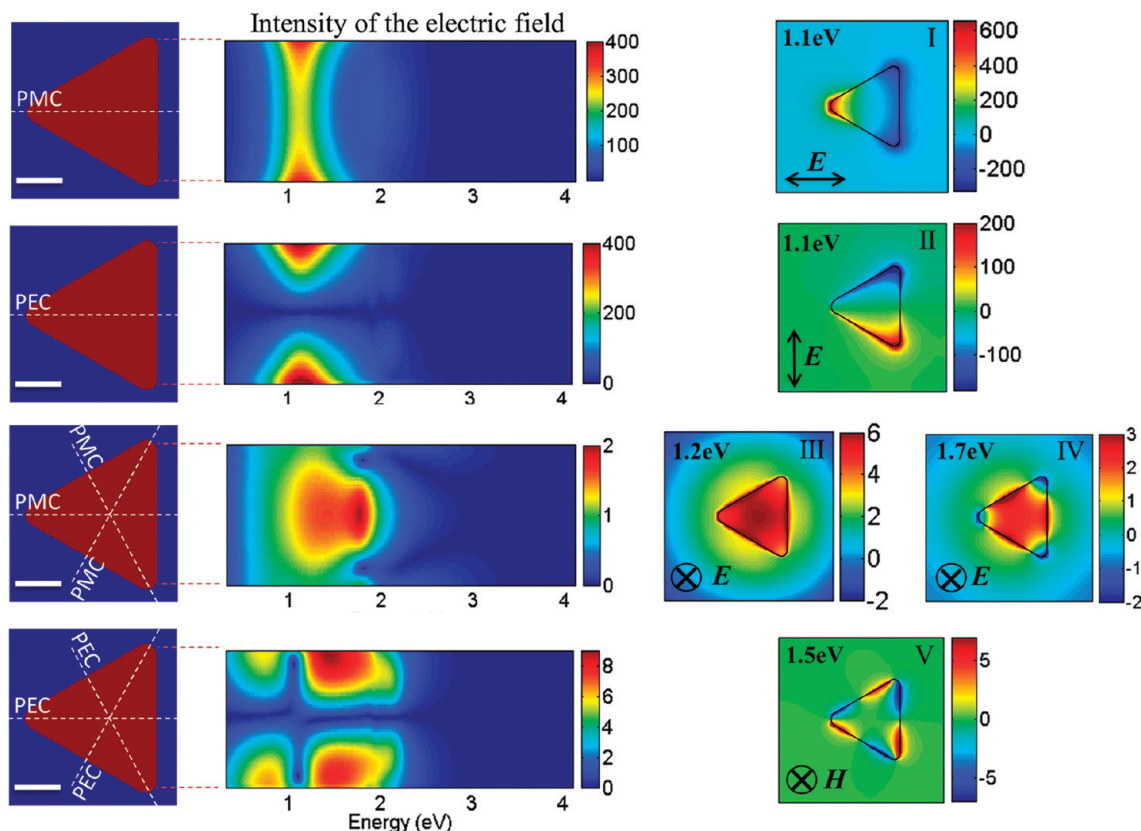 Intensity of the electric field
PMC
400
300
200
100
1 2 3 4
1.1eV I
E
600
400
200
0
-200
PEC
400
200
0
1 2 3 4
1.1eV II
E
200
100
0
-100
PMC
PMC
PMC
2
1
0
1 2 3 4
1.2eV III
E
6
4
2
0
-2
1.7eV IV
E
3
2
1
0
-1
-2
PEC
PEC
PEC
8
6
4
2
0
1 2 3 4
Energy (eV)
1.5eV V
H
5
0
-5